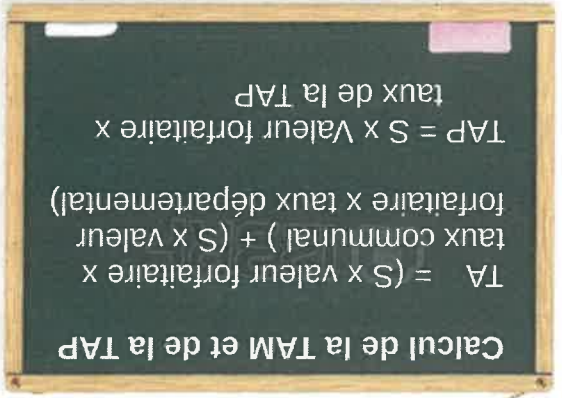 Calcul de la TAM et de la TAP
TA = (S x valeur forfaitaire x
taux communal ) + (S x valeur
forfaitaire x taux départemental)
TAP = S x Valeur forfaitaire x
taux de la TAP